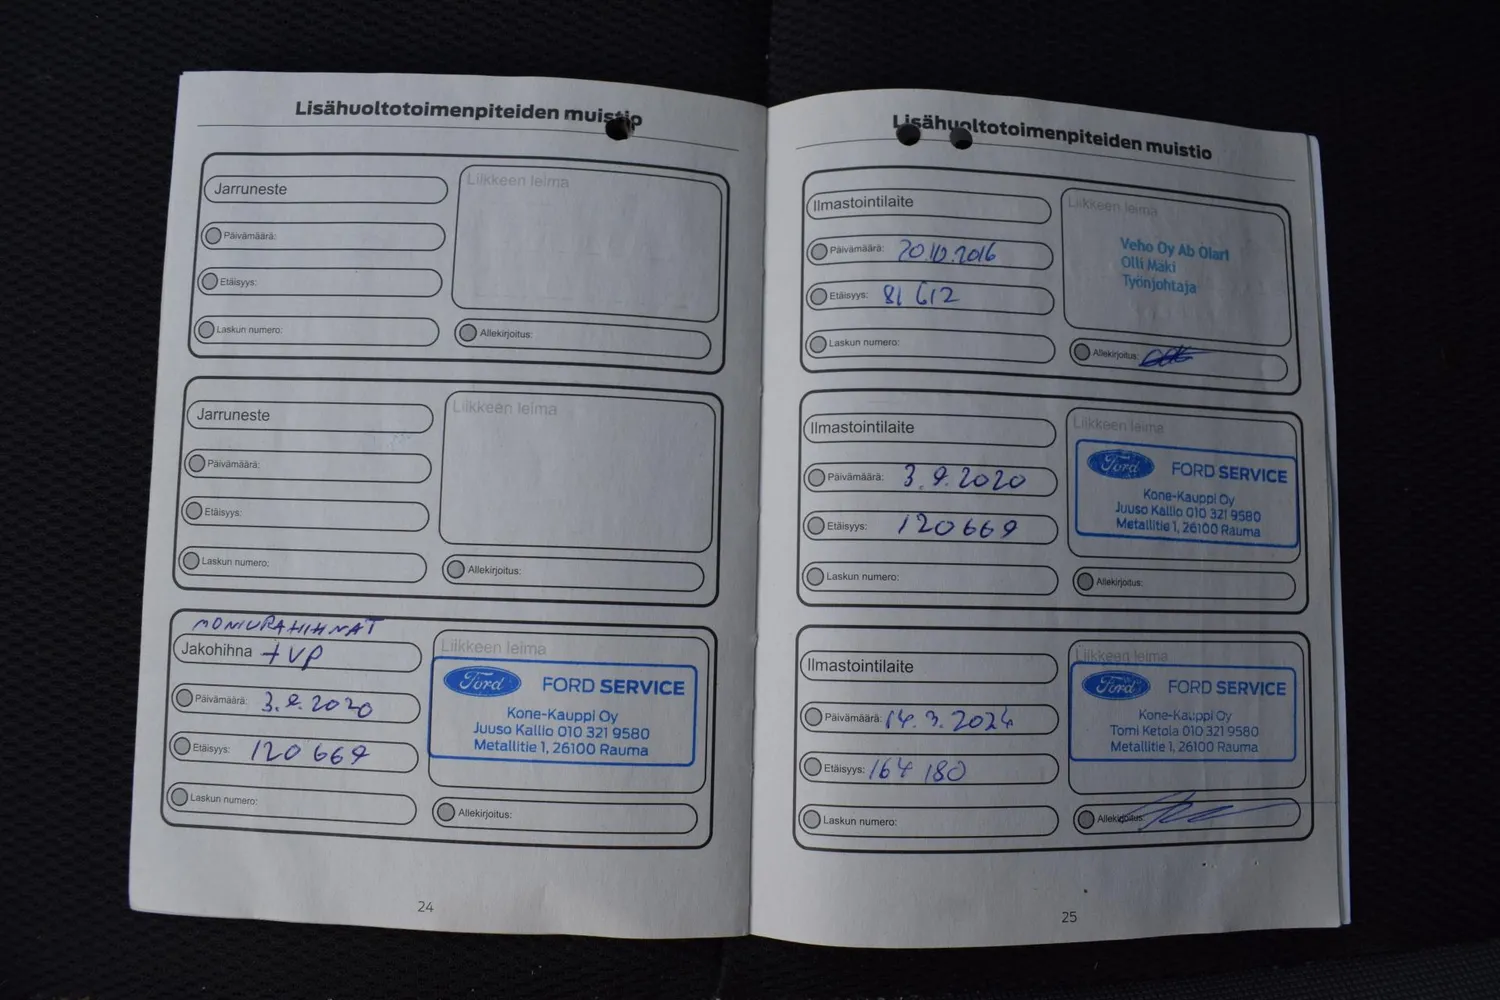 Lisähuoltotoimenpiteiden muistio
Jarruneste
Päivämäärä:
Etäisyys:
Laskun numero:
Liikkeen leima
Allekirjoitus:
Jarruneste
Päivämäärä:
Etäisyys:
Laskun numero:
Liikkeen leima
Allekirjoitus:
MONIURAHIHNAT
Jakohihna + VP
Päivämäärä: 3.9.2020
Etäisyys: 120 669
Laskun numero:
Liikkeen leima
Ford FORD SERVICE
Kone-Kauppi Oy
Juuso Kallio 010 321 9580
Metallitie 1, 26100 Rauma
Allekirjoitus:
24
Lisähuoltotoimenpiteiden muistio
Ilmastointilaite
Päivämäärä: 20.10.2016
Etäisyys: 81 612
Laskun numero:
Liikkeen leima
Veho Oy Ab Olari
Olli Mäki
Työnjohtaja
Allekirjoitus:
Ilmastointilaite
Päivämäärä: 3.9.2020
Etäisyys: 120669
Laskun numero:
Liikkeen leima
Ford FORD SERVICE
Kone-Kauppi Oy
Juuso Kallio 010 321 9580
Metallitie 1, 26100 Rauma
Allekirjoitus:
Ilmastointilaite
Päivämäärä: 14.3.2024
Etäisyys: 164 180
Laskun numero:
Liikkeen leima
Ford FORD SERVICE
Kone-Kauppi Oy
Tomi Ketola 010 321 9580
Metallitie 1, 26100 Rauma
Allekirjoitus:
25